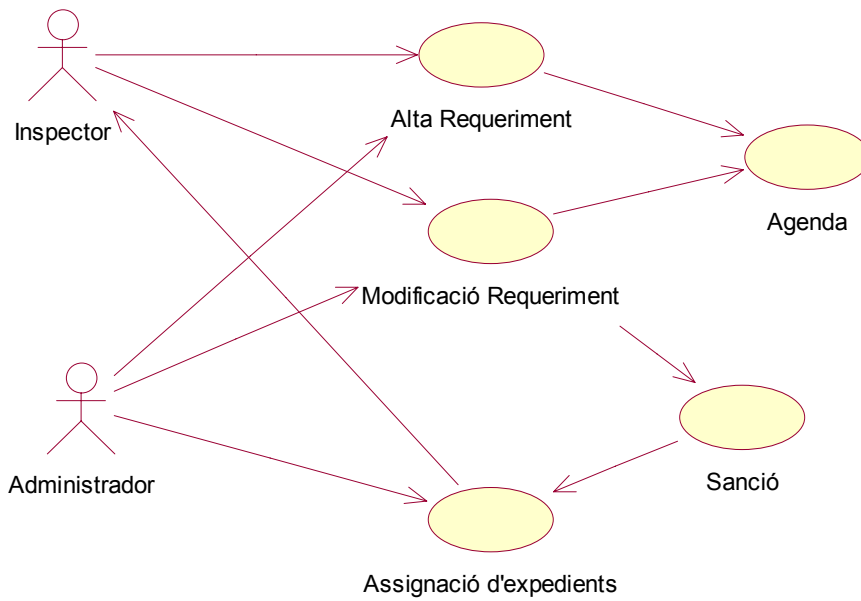 Inspector
Alta Requeriment
Agenda
Modificació Requeriment
Administrador
Sanció
Assignació d'expedients